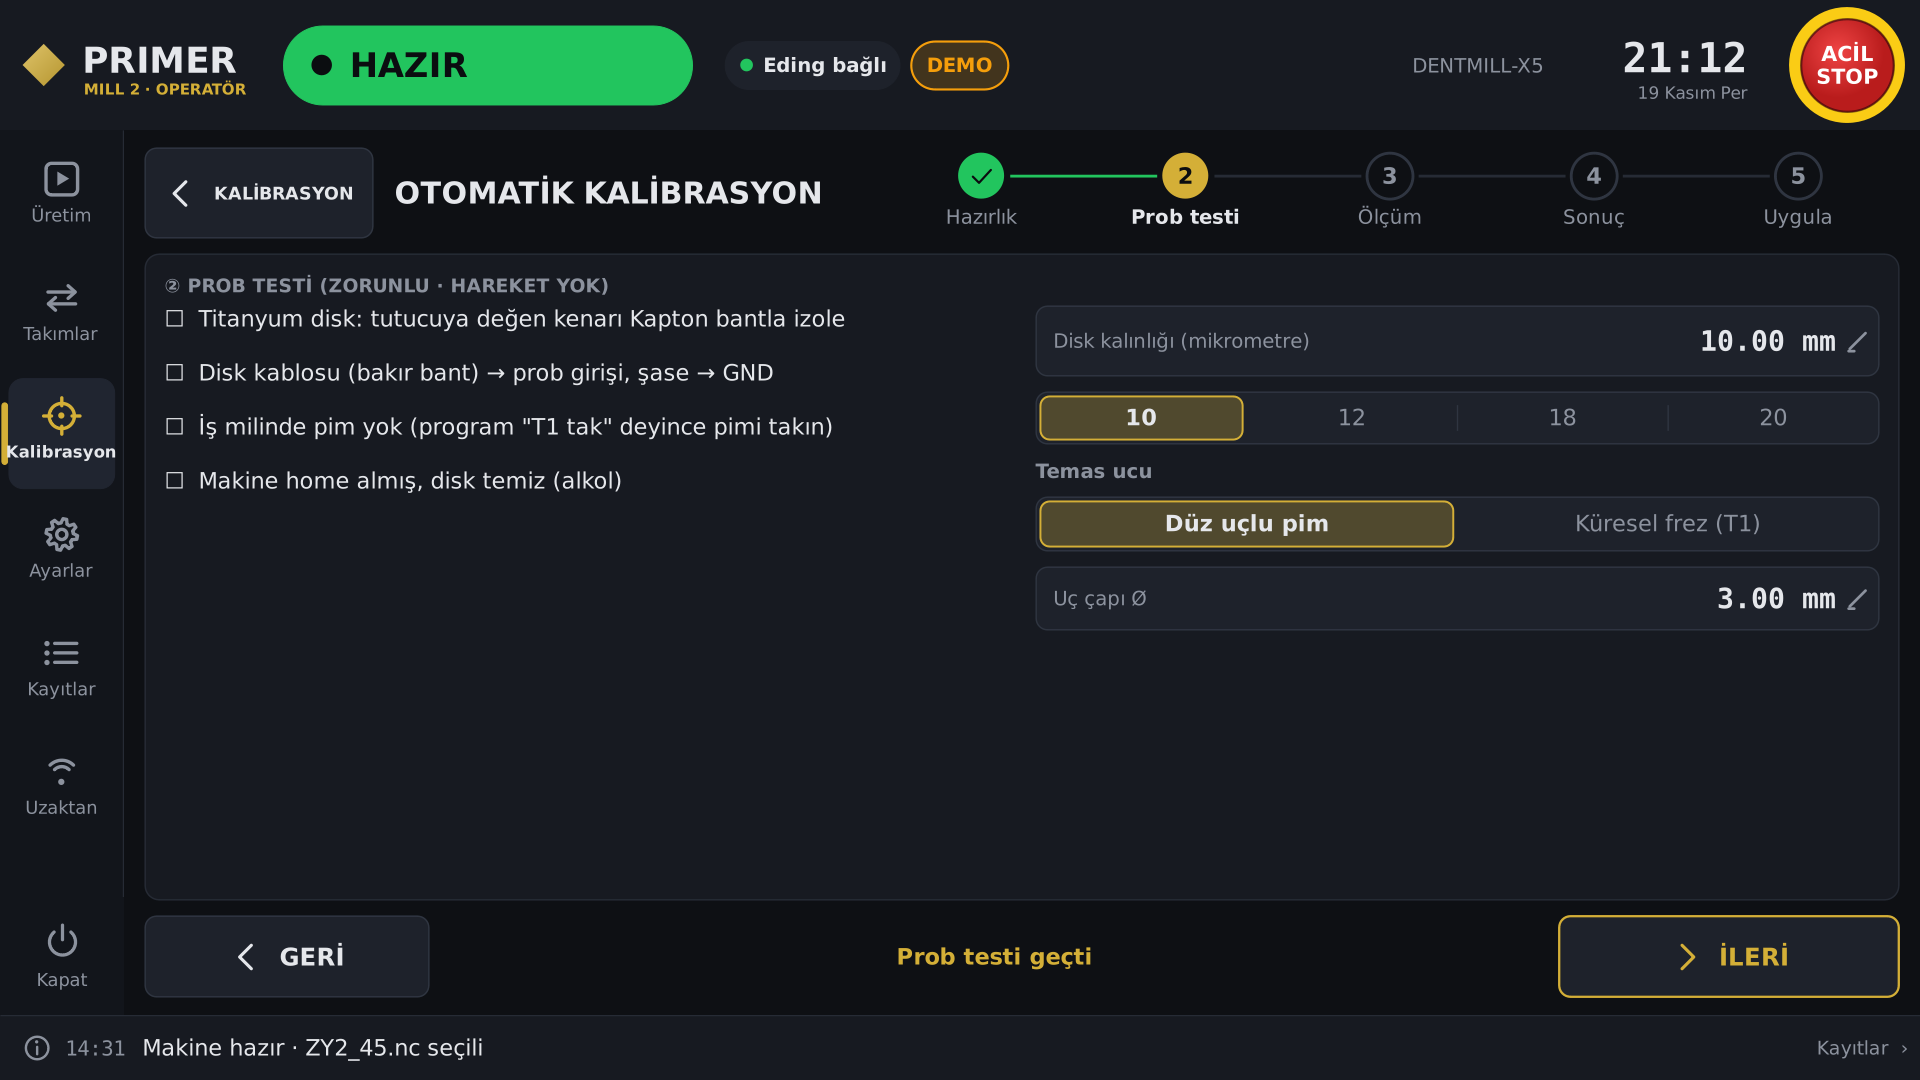 PRIMER
MILL 2 · OPERATÖR
HAZIR
Eding bağlı
DEMO
DENTMILL-X5
21:12
19 Kasım Per
ACİL
STOP
Üretim
Takımlar
Kalibrasyon
Ayarlar
Kayıtlar
Uzaktan
Kapat
KALİBRASYON
OTOMATİK KALİBRASYON
Hazırlık
2
Prob testi
3
Ölçüm
4
Sonuç
5
Uygula
② PROB TESTİ (ZORUNLU · HAREKET YOK)
☐ Titanyum disk: tutucuya değen kenarı Kapton bantla izole
☐ Disk kablosu (bakır bant) → prob girişi, şase → GND
☐ İş milinde pim yok (program "T1 tak" deyince pimi takın)
☐ Makine home almış, disk temiz (alkol)
Disk kalınlığı (mikrometre)
10.00 mm
10
12
18
20
Temas ucu
Düz uçlu pim
Küresel frez (T1)
Uç çapı Ø
3.00 mm
GERİ
Prob testi geçti
İLERİ
14:31 Makine hazır · ZY2_45.nc seçili
Kayıtlar ›